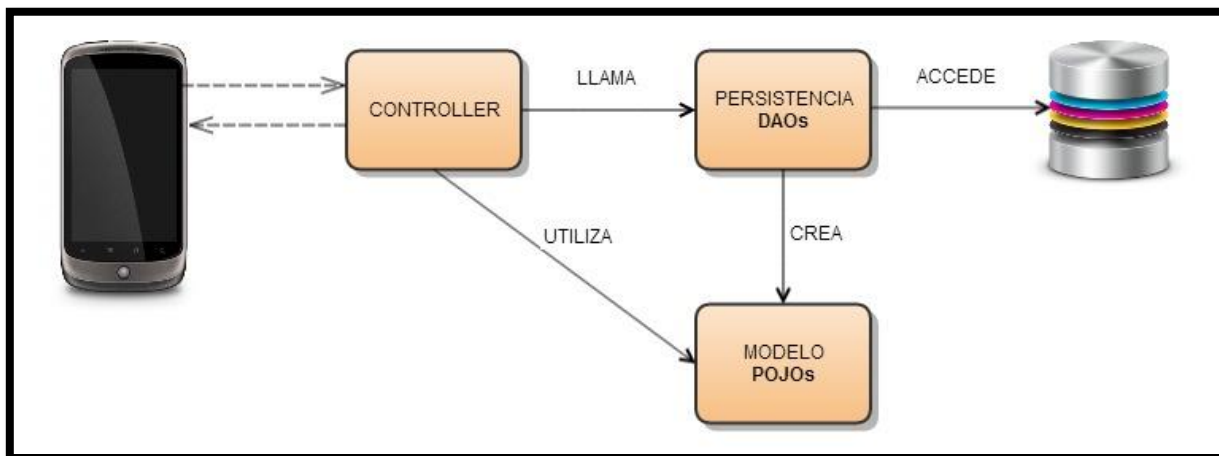 CONTROLLER
LLAMA
PERSISTENCIA
DAOs
ACCEDE
UTILIZA
CREA
MODELO
POJOs